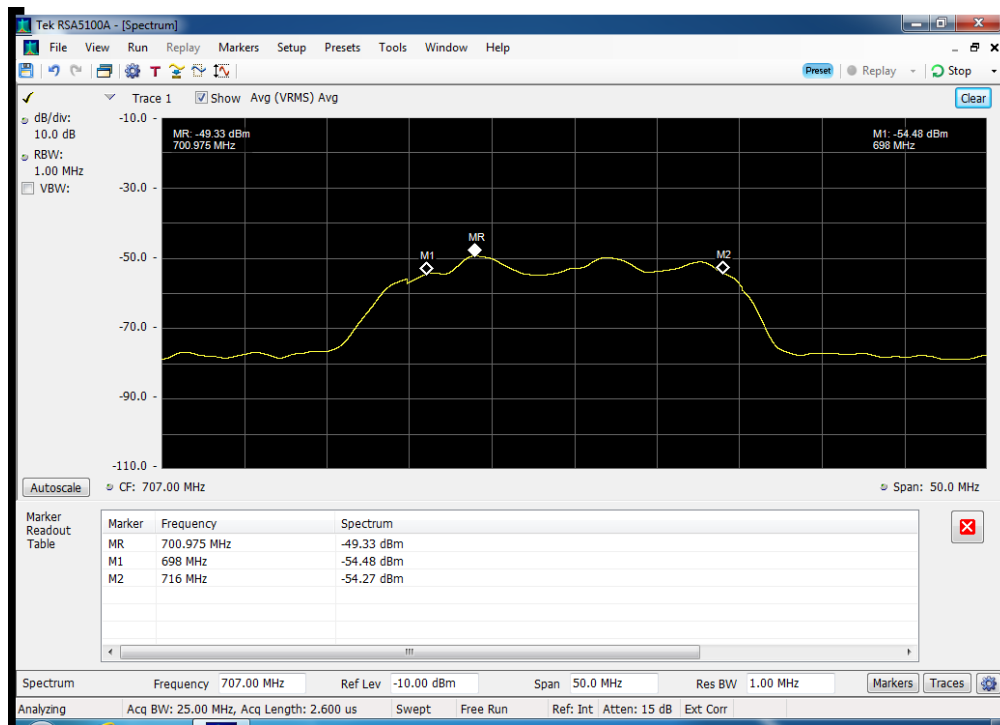 Tek RSA5100A - [Spectrum]
File View Run Replay Markers Setup Presets Tools Window Help
T Preset Replay Stop
Trace 1 Show Avg (VRMS) Avg Clear
dB/div:
10.0 dB
RBW:
1.00 MHz
VBW:
-10.0
-30.0
-50.0
-70.0
-90.0
-110.0
MR: -49.33 dBm
700.975 MHz
M1: -54.48 dBm
698 MHz
M1
MR
M2
Autoscale CF: 707.00 MHz Span: 50.0 MHz
Marker
Readout
Table
Marker Frequency Spectrum
MR 700.975 MHz -49.33 dBm
M1 698 MHz -54.48 dBm
M2 716 MHz -54.27 dBm
Spectrum Frequency 707.00 MHz Ref Lev -10.00 dBm Span 50.0 MHz Res BW 1.00 MHz Markers Traces
Analyzing Acq BW: 25.00 MHz, Acq Length: 2.600 us Swept Free Run Ref: Int Atten: 15 dB Ext Corr